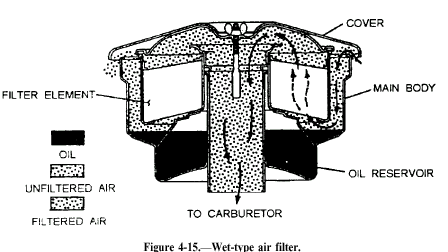 COVER
FILTER ELEMENT
MAIN BODY
OIL
UNFILTERED AIR
FILTERED AIR
OIL RESERVOIR
TO CARBURETOR
Figure 4-15.—Wet-type air filter.